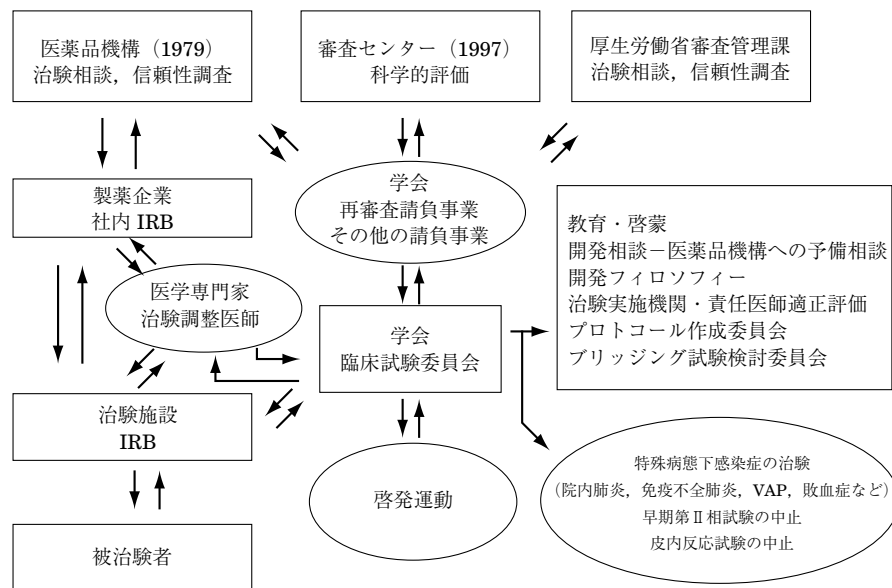 医薬品機構（1979）
治験相談，信頼性調査
審査センター（1997）
科学的評価
厚生労働省審査管理課
治験相談，信頼性調査
製薬企業
社内 IRB
学会
再審査請負事業
その他の請負事業
教育・啓蒙
開発相談－医薬品機構への予備相談
開発フィロソフィー
治験実施機関・責任医師適正評価
プロトコール作成委員会
ブリッジング試験検討委員会
医学専門家
治験調整医師
学会
臨床試験委員会
治験施設
IRB
啓発運動
特殊病態下感染症の治験
（院内肺炎，免疫不全肺炎，VAP，敗血症など）
早期第Ⅱ相試験の中止
皮内反応試験の中止
被治験者